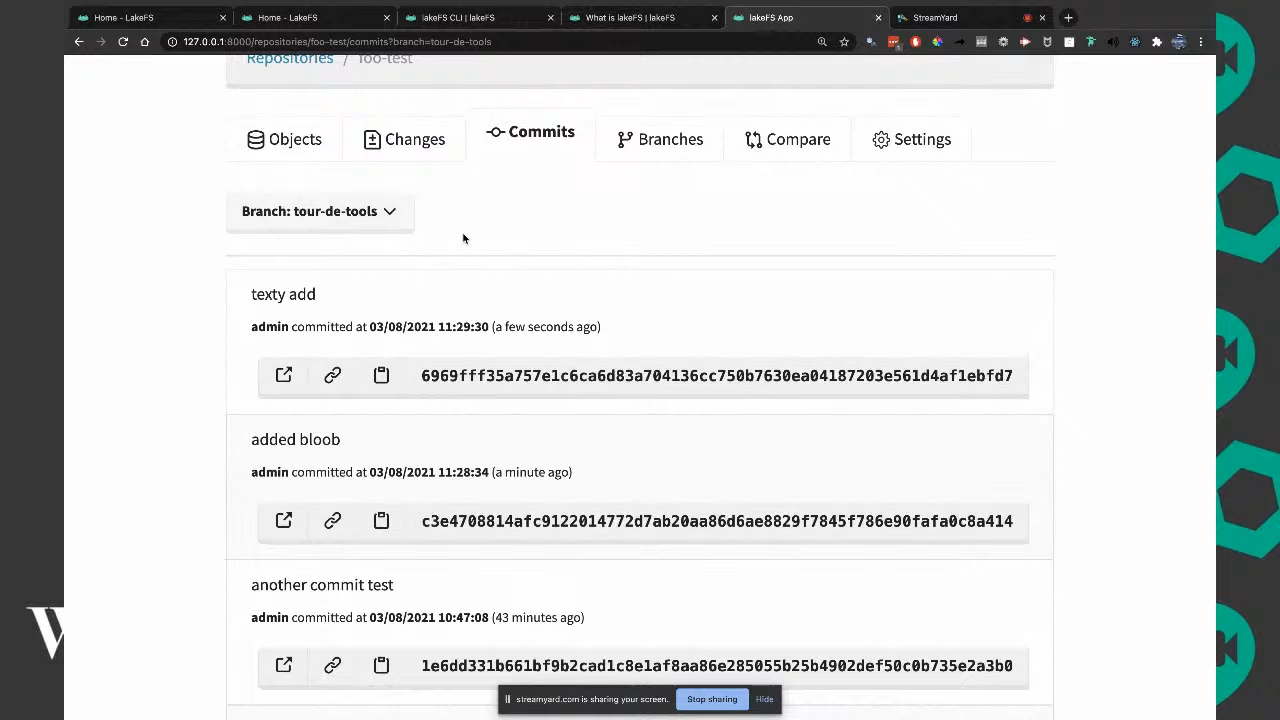 Home - LakeFS
Home - LakeFS
lakeFS CLI | lakeFS
What is lakeFS | lakeFS
lakeFS App
StreamYard
127.0.0.1:8000/repositories/foo-test/commits?branch=tour-de-tools
Repositories / foo-test
Objects
Changes
Commits
Branches
Compare
Settings
Branch: tour-de-tools
texty add
admin committed at 03/08/2021 11:29:30 (a few seconds ago)
6969fff35a757e1c6ca6d83a704136cc750b7630ea04187203e561d4af1ebfd7
added bloob
admin committed at 03/08/2021 11:28:34 (a minute ago)
c3e4708814afc9122014772d7ab20aa86d6ae8829f7845f786e90fafa0c8a414
another commit test
admin committed at 03/08/2021 10:47:08 (43 minutes ago)
1e6dd331b661bf9b2cad1c8e1af8aa86e285055b25b4902def50c0b735e2a3b0
streamyard.com is sharing your screen.
Stop sharing
Hide